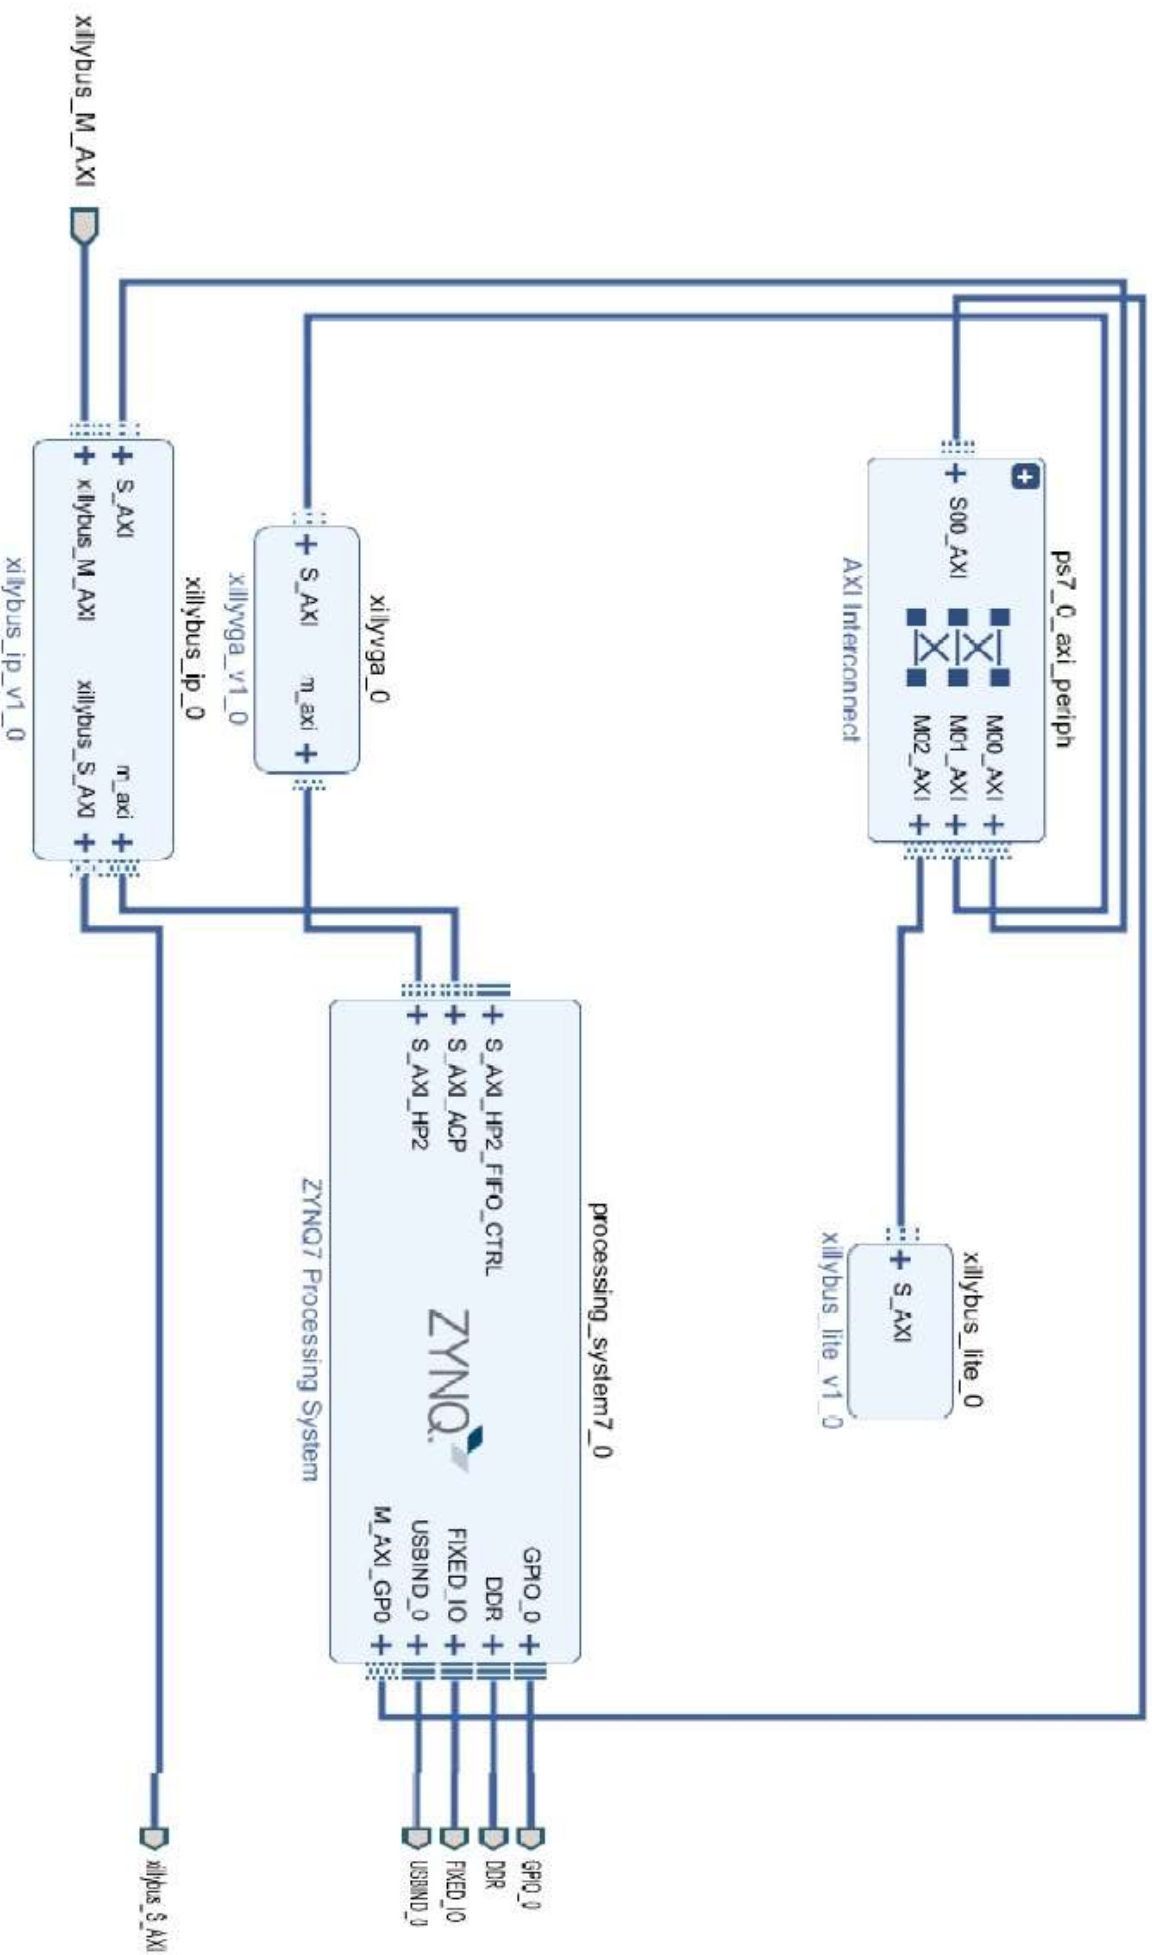 ps7_0_axi_periph
S00_AXI
M00_AXI
M01_AXI
M02_AXI
AXI Interconnect
xillybus_lite_0
S_AXI
xillybus_lite_v1_0
processing_system7_0
S_AXI_HP2_FIFO_CTRL
S_AXI_ACP
S_AXI_HP2
ZYNQ
GPIO_0
DDR
FIXED_IO
USBIND_0
M_AXI_GP0
ZYNQ7 Processing System
GPIO_0
DDR
FIXED_IO
USBIND_0
xillyvga_0
S_AXI
m_axi
xillyvga_v1_0
xillybus_ip_0
S_AXI
xillybus_M_AXI
m_axi
xillybus_S_AXI
xillybus_ip_v1_0
xillybus_M_AXI
xillybus_S_AXI